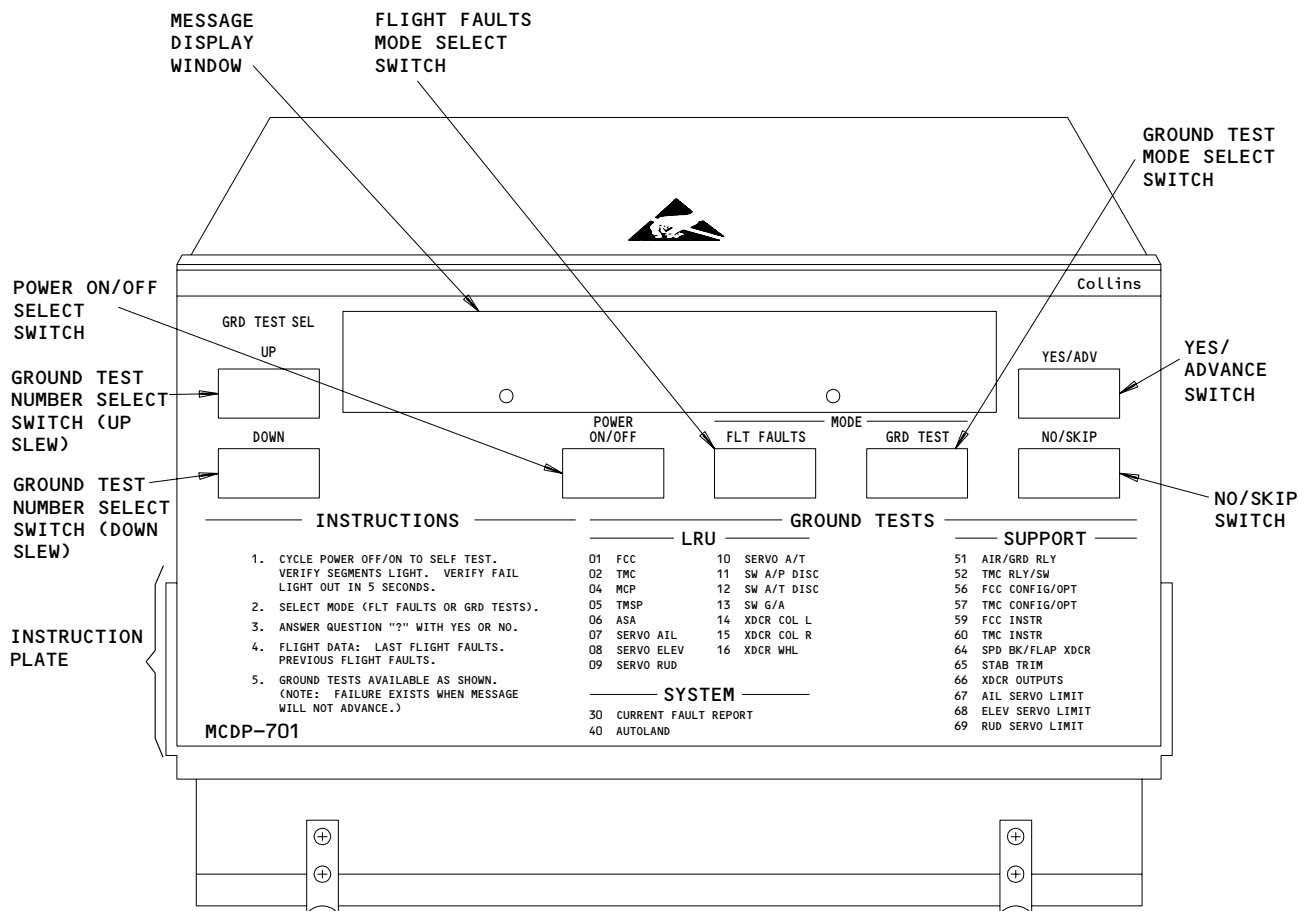 MESSAGE
DISPLAY
WINDOW
FLIGHT FAULTS
MODE SELECT
SWITCH
GROUND TEST
MODE SELECT
SWITCH
POWER ON/OFF
SELECT
SWITCH
Collins
GRD TEST SEL
UP
YES/ADV
YES/
ADVANCE
SWITCH
GROUND TEST
NUMBER SELECT
SWITCH (UP
SLEW)
MODE
POWER
ON/OFF
DOWN
FLT FAULTS
GRD TEST
NO/SKIP
GROUND TEST
NUMBER SELECT
SWITCH (DOWN
SLEW)
NO/SKIP
SWITCH
INSTRUCTIONS
1. CYCLE POWER OFF/ON TO SELF TEST.
VERIFY SEGMENTS LIGHT. VERIFY FAIL
LIGHT OUT IN 5 SECONDS.
2. SELECT MODE (FLT FAULTS OR GRD TESTS).
3. ANSWER QUESTION "?" WITH YES OR NO.
4. FLIGHT DATA: LAST FLIGHT FAULTS.
PREVIOUS FLIGHT FAULTS.
5. GROUND TESTS AVAILABLE AS SHOWN.
(NOTE: FAILURE EXISTS WHEN MESSAGE
WILL NOT ADVANCE.)
MCDP-701
INSTRUCTION
PLATE
GROUND TESTS
LRU
01 FCC
02 TMC
04 MCP
05 TMSP
06 ASA
07 SERVO AIL
08 SERVO ELEV
09 SERVO RUD
10 SERVO A/T
11 SW A/P DISC
12 SW A/T DISC
13 SW G/A
14 XDCR COL L
15 XDCR COL R
16 XDCR WHL
SYSTEM
30 CURRENT FAULT REPORT
40 AUTOLAND
SUPPORT
51 AIR/GRD RLY
52 TMC RLY/SW
56 FCC CONFIG/OPT
57 TMC CONFIG/OPT
59 FCC INSTR
60 TMC INSTR
64 SPD BK/FLAP XDCR
65 STAB TRIM
66 XDCR OUTPUTS
67 AIL SERVO LIMIT
68 ELEV SERVO LIMIT
69 RUD SERVO LIMIT